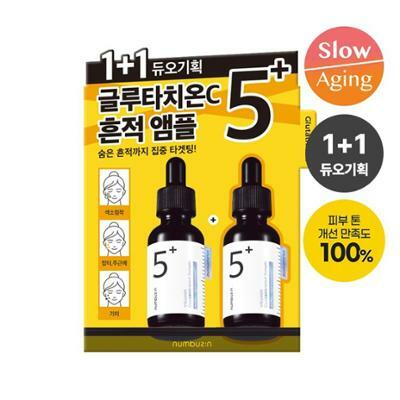 1+1 듀오기획
글루타치온C
흔적 앰플
5+
숨은 흔적까지 집중 타겟팅!
색소침착
잡티,주근깨
기미
+
5+
5+
numbuzin
Slow
Aging
1+1
듀오기획
피부 톤
개선 만족도
100%